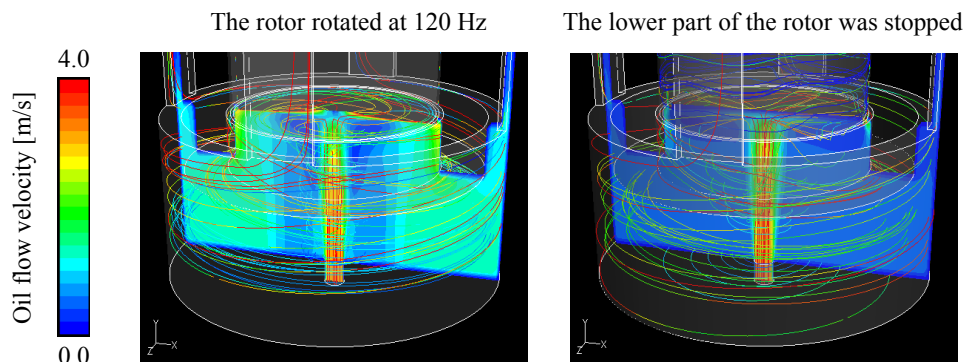 The rotor rotated at 120 Hz
The lower part of the rotor was stopped
4.0
Oil flow velocity [m/s]
0.0
Y
Z X
Y
Z X